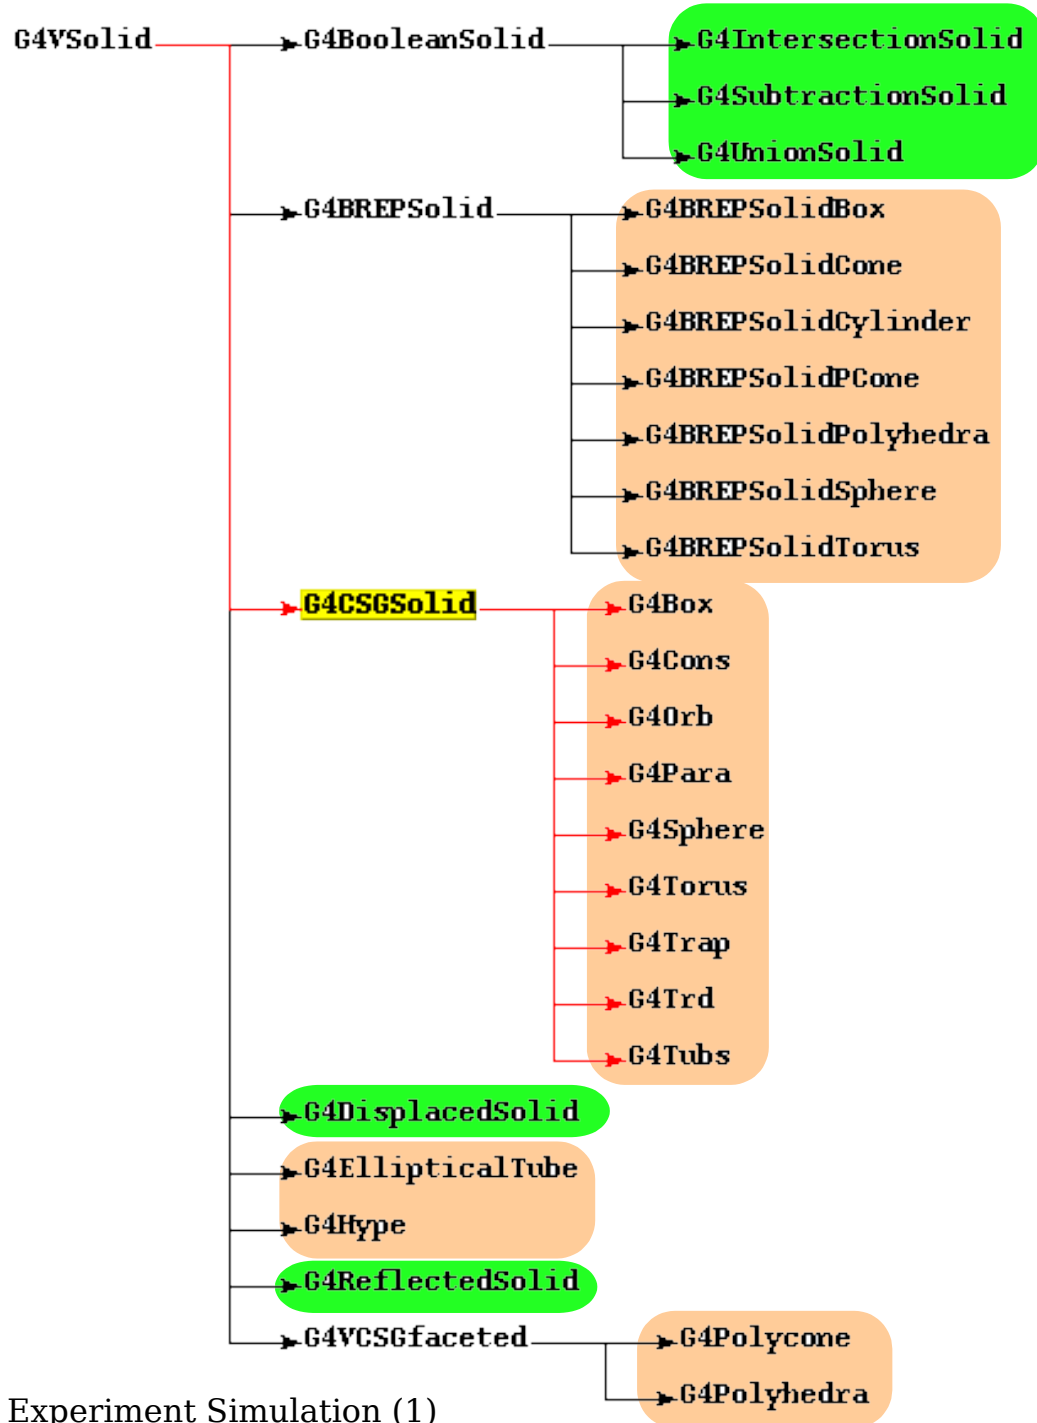 G4VSolid G4BooleanSolid G4IntersectionSolid
G4SubtractionSolid
G4UnionSolid
G4BREPSolid G4BREPSolidBox
G4BREPSolidCone
G4BREPSolidCylinder
G4BREPSolidPCone
G4BREPSolidPolyhedra
G4BREPSolidSphere
G4BREPSolidTorus
G4CSGSolid G4Box
G4Cons
G4Orb
G4Para
G4Sphere
G4Torus
G4Trap
G4Trd
G4Tubs
G4DisplacedSolid
G4EllipticalTube
G4Hype
G4ReflectedSolid
G4VCSGfaceted G4Polycone
G4Polyhedra
Experiment Simulation (1)